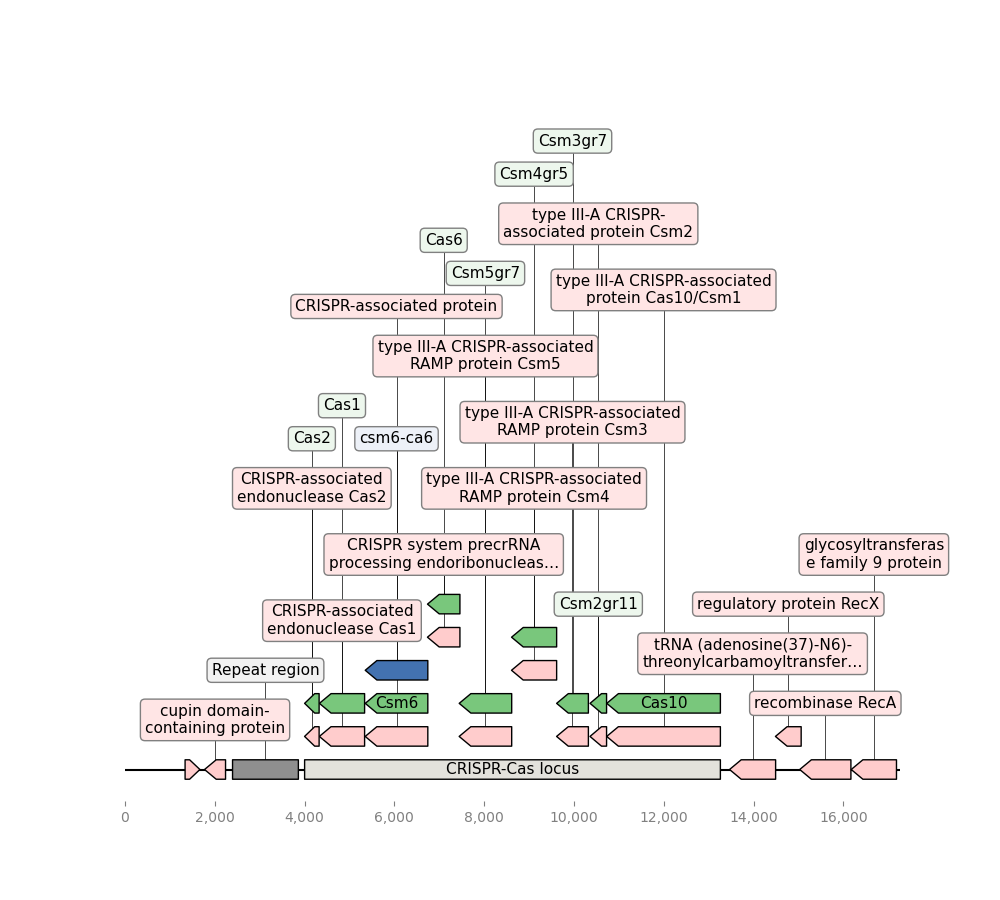 Csm3gr7
Csm4gr5
type III-A CRISPR-
associated protein Csm2
Cas6
Csm5gr7
type III-A CRISPR-associated
protein Cas10/Csm1
CRISPR-associated protein
type III-A CRISPR-associated
RAMP protein Csm5
Cas1
type III-A CRISPR-associated
RAMP protein Csm3
Cas2
csm6-ca6
CRISPR-associated
endonuclease Cas2
type III-A CRISPR-associated
RAMP protein Csm4
CRISPR system precrRNA
processing endoribonucleas…
glycosyltransferas
e family 9 protein
CRISPR-associated
endonuclease Cas1
Csm2gr11
regulatory protein RecX
tRNA (adenosine(37)-N6)-
threonylcarbamoyltransfer…
Repeat region
cupin domain-
containing protein
Csm6
Cas10
recombinase RecA
CRISPR-Cas locus
0
2,000
4,000
6,000
8,000
10,000
12,000
14,000
16,000